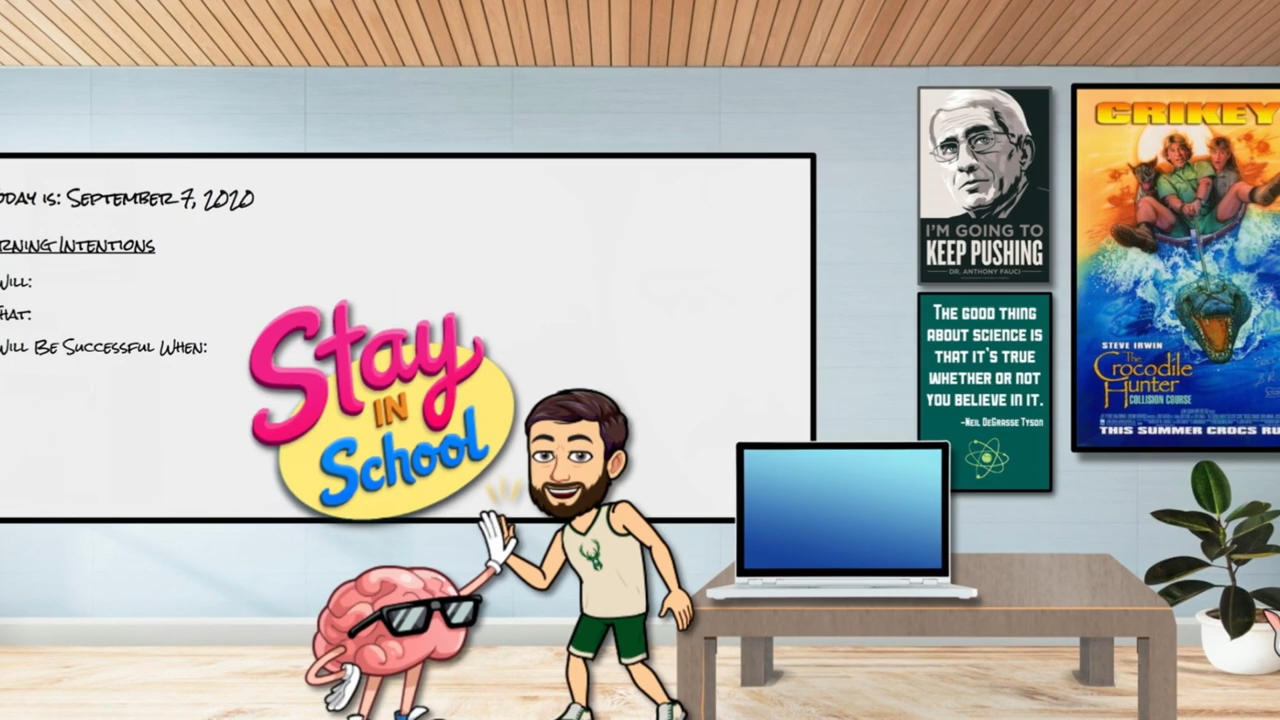 ODAY IS: SEPTEMBER 7, 2020
RNING INTENTIONS
WILL:
HAT:
WILL BE SUCCESSFUL WHEN:
Stay
IN
School
I'M GOING TO
KEEP PUSHING
DR. ANTHONY FAUCI
THE GOOD THING
ABOUT SCIENCE IS
THAT IT'S TRUE
WHETHER OR NOT
YOU BELIEVE IN IT.
-NEIL DEGRASSE TYSON
CRIKEY
STEVE IRWIN
The
Crocodile
Hunter
COLLISION COURSE
THIS SUMMER CROCS RU